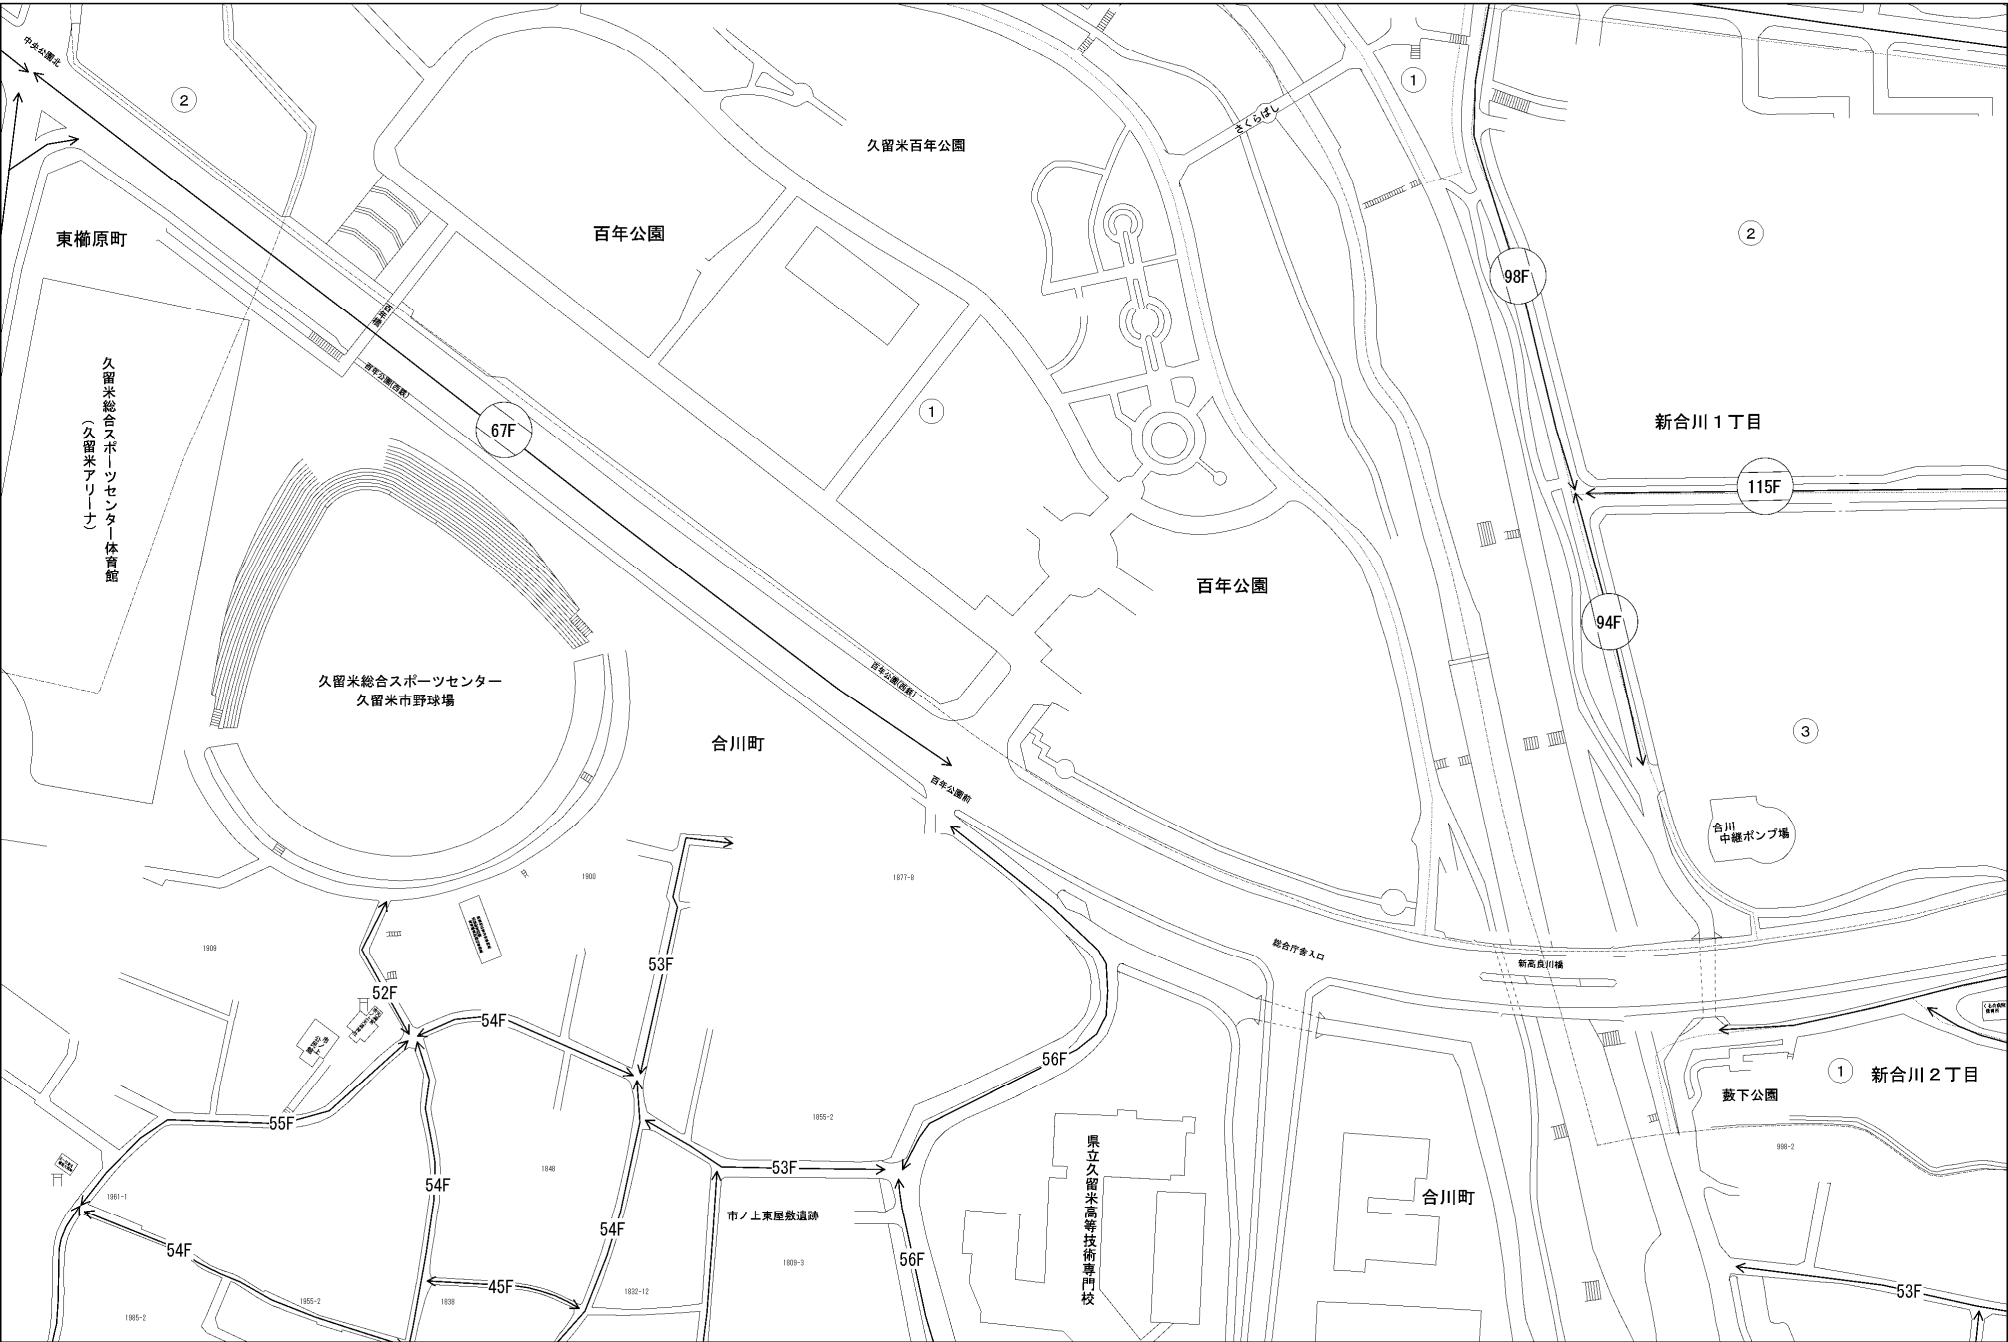 中央公園北
②
久留米百年公園
さくらばし
①
②
東櫛原町
百年公園
98F
百年橋
百年公園(西鉄)
久留米総合スポーツセンター体育館
(久留米アリーナ)
67F
①
新合川1丁目
115F
百年公園
94F
百年公園(西鉄)
久留米総合スポーツセンター
久留米市野球場
合川町
③
百年公園前
合川
中継ポンプ場
1900
1877-8
1909
総合庁舎入口
新高良川橋
53F
52F
54F
56F
①
新合川2丁目
藪下公園
55F
1855-2
998-2
県立久留米高等技術専門校
1848
53F
1961-1
54F
合川町
市ノ上東屋敷遺跡
54F
54F
56F
45F
1809-3
1832-12
1955-2
1838
1985-2
53F